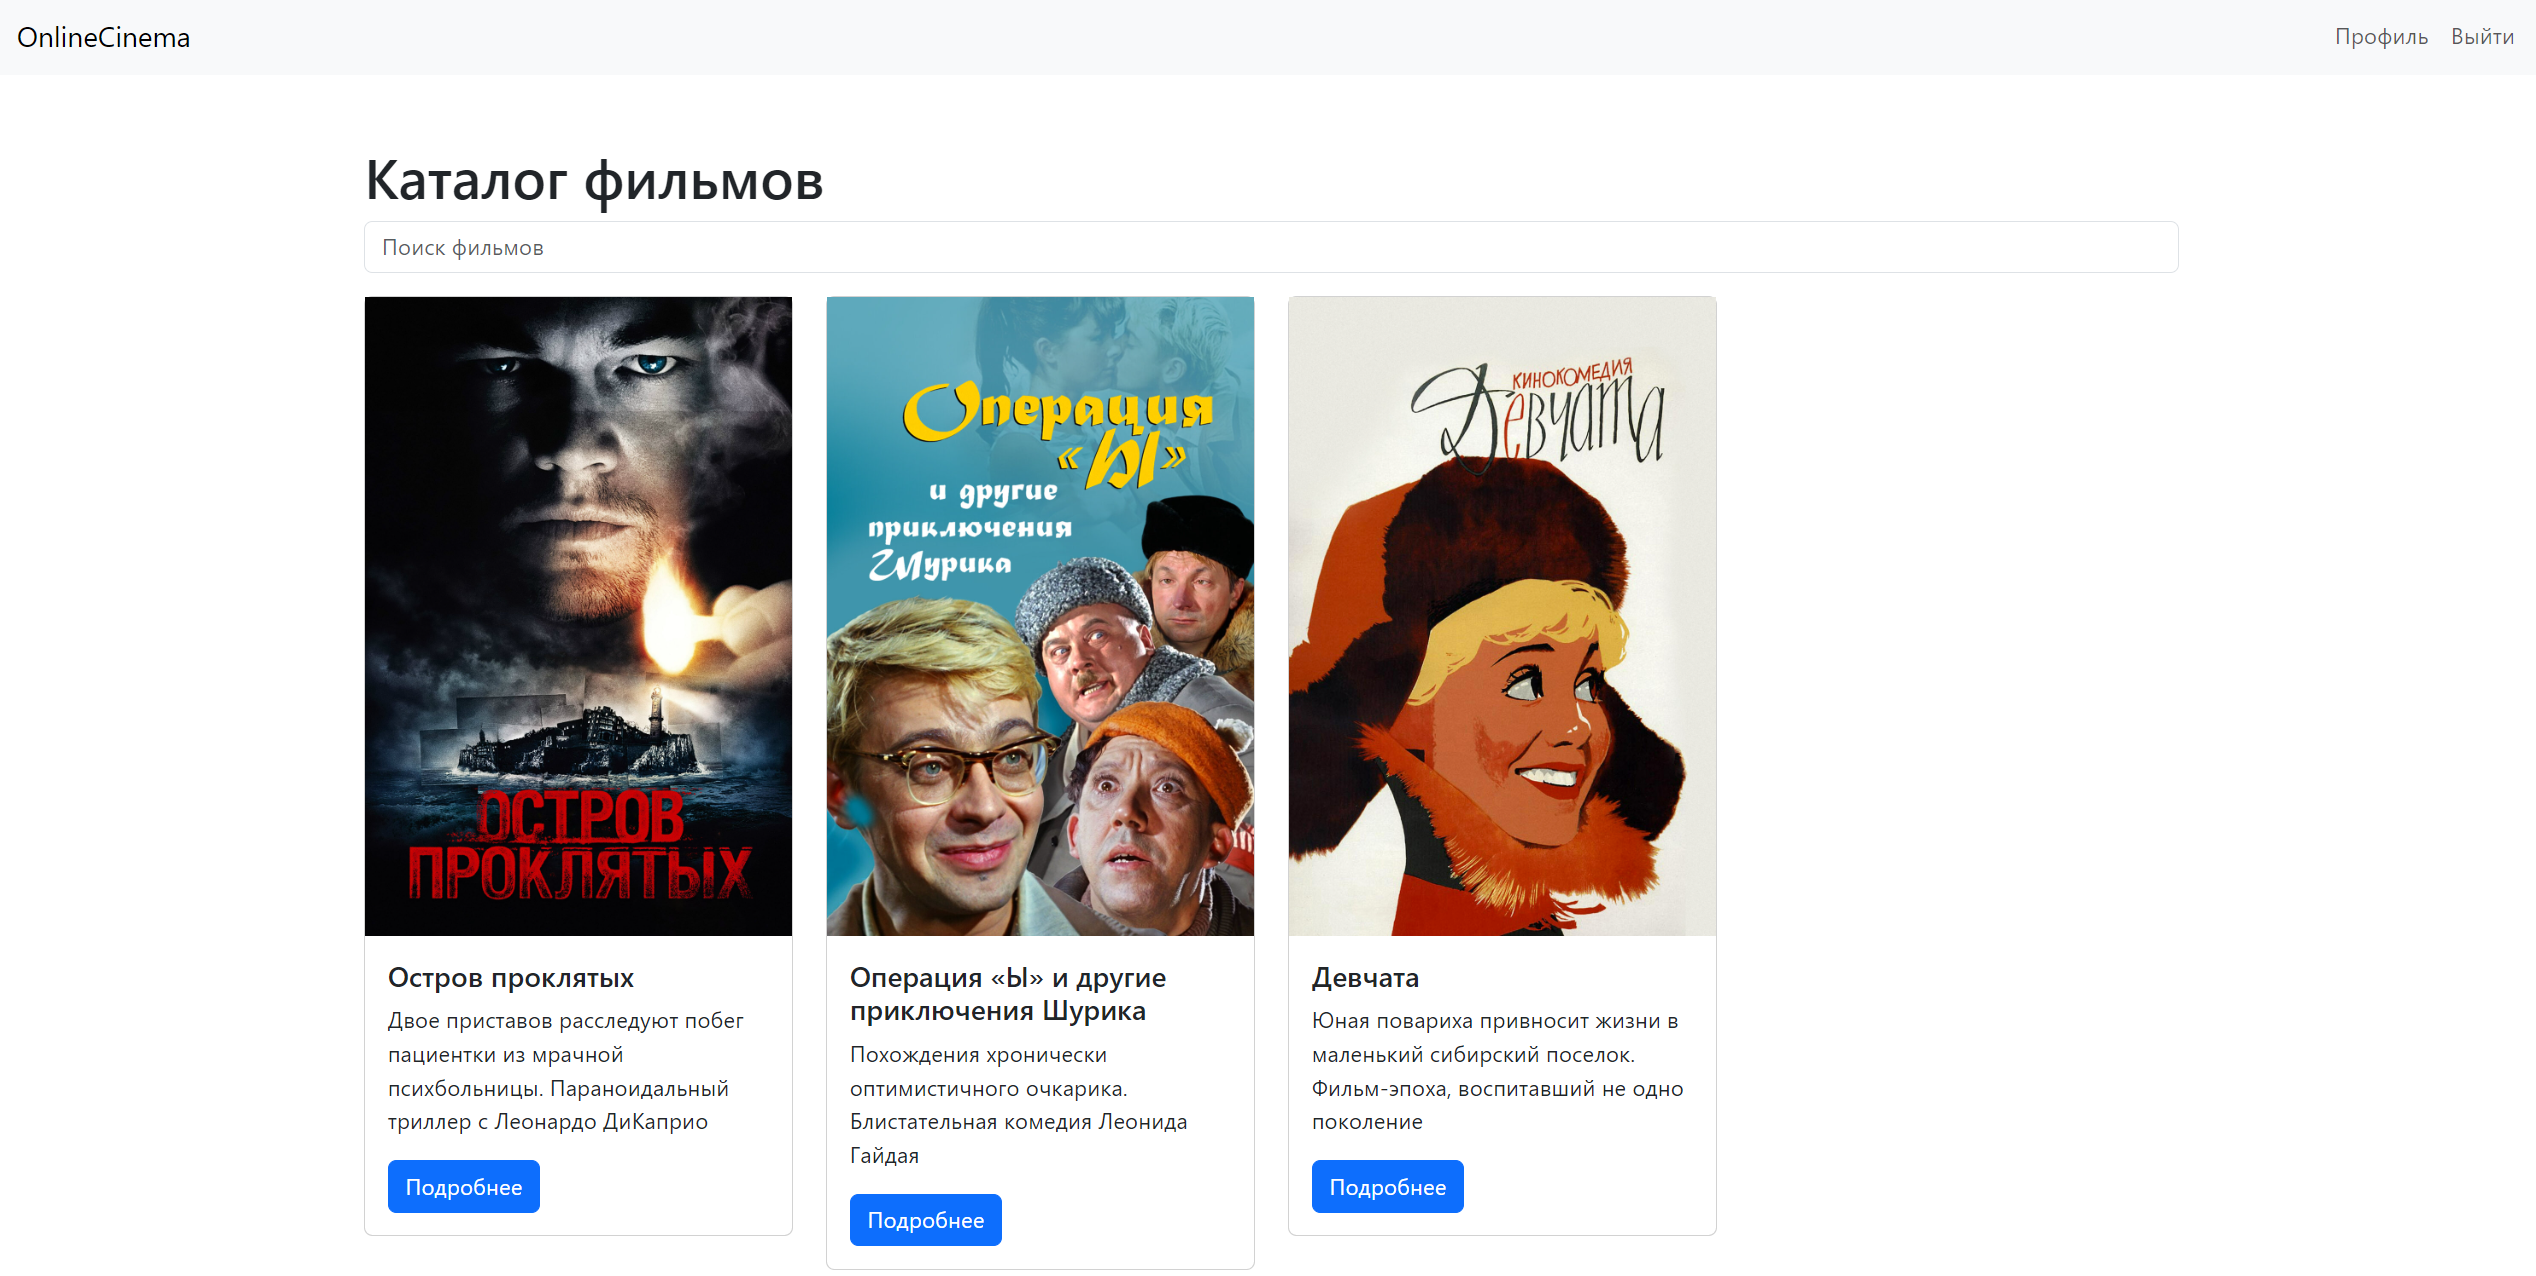 OnlineCinema
Профиль
Выйти
Каталог фильмов
Поиск фильмов
ОСТРОВ
ПРОКЛЯТЫХ
Остров проклятых
Двое приставов расследуют побег
пациентки из мрачной
психбольницы. Параноидальный
триллер с Леонардо ДиКаприо
Подробнее
Операция
«Ы»
и другие
приключения
Шурика
Операция «Ы» и другие
приключения Шурика
Похождения хронически
оптимистичного очкарика.
Блистательная комедия Леонида
Гайдая
Подробнее
КИНОКОМЕДИЯ
Девчата
Девчата
Юная повариха привносит жизни в
маленький сибирский поселок.
Фильм-эпоха, воспитавший не одно
поколение
Подробнее